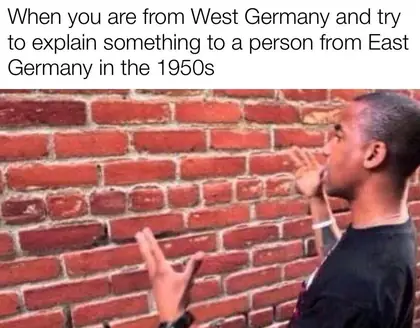 When you are from West Germany and try
to explain something to a person from East
Germany in the 1950s